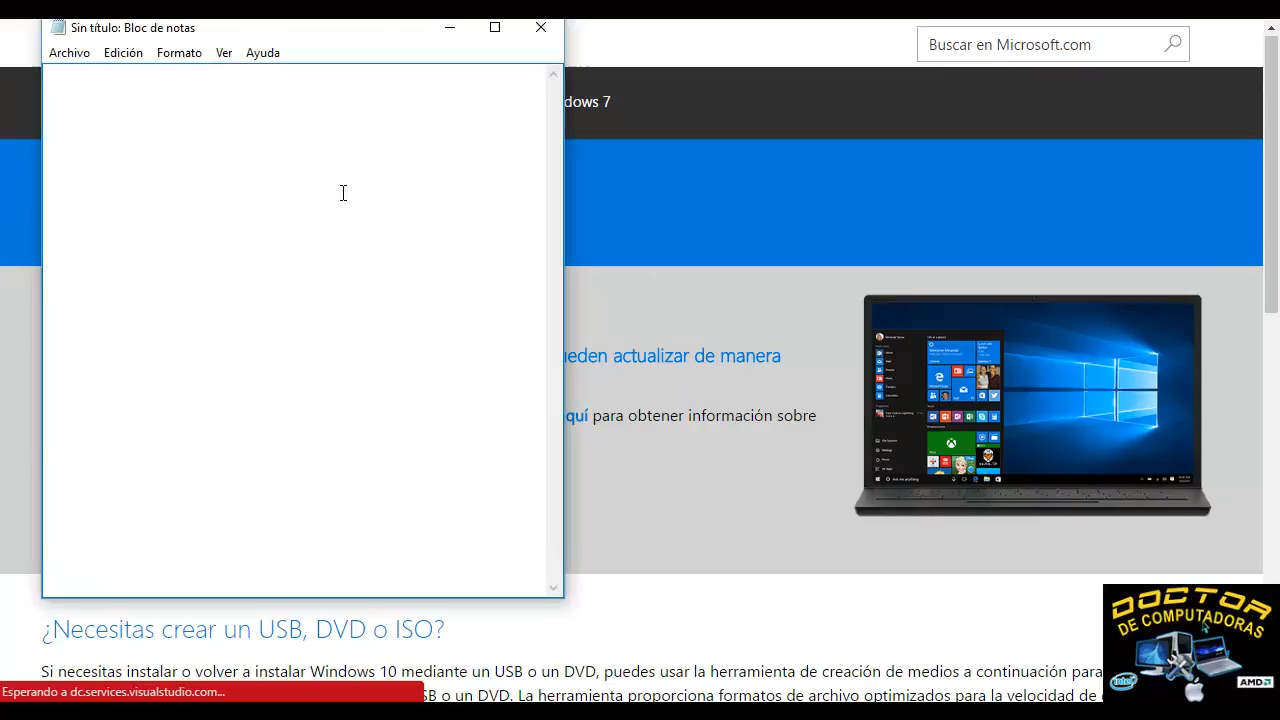 Sin título: Bloc de notas
Archivo Edición Formato Ver Ayuda
Buscar en Microsoft.com
dows 7
ueden actualizar de manera
quí para obtener información sobre
¿Necesitas crear un USB, DVD o ISO?
Si necesitas instalar o volver a instalar Windows 10 mediante un USB o un DVD, puedes usar la herramienta de creación de medios a continuación para
Esperando a dc.services.visualstudio.com...
SB o un DVD. La herramienta proporciona formatos de archivo optimizados para la velocidad de
DOCTOR
DE COMPUTADORAS
intel
AMD